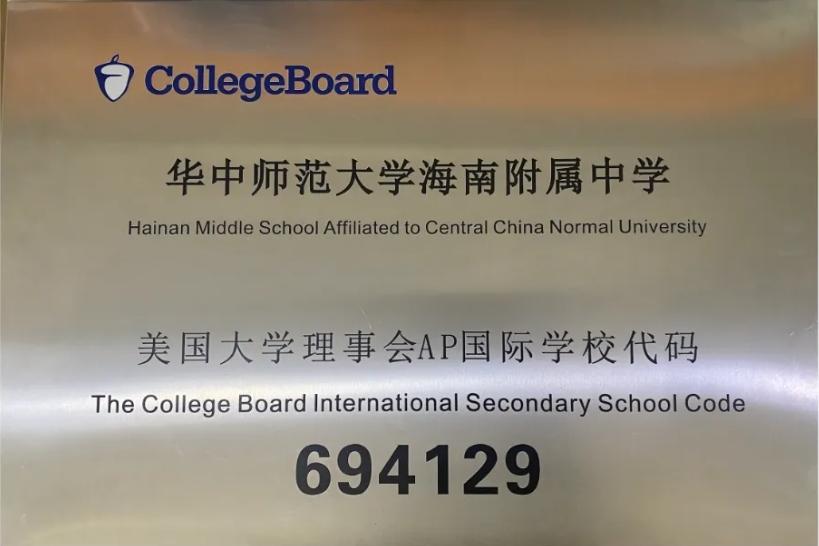 CollegeBoard
华中师范大学海南附属中学
Hainan Middle School Affiliated to Central China Normal University
美国大学理事会AP国际学校代码
The College Board International Secondary School Code
694129